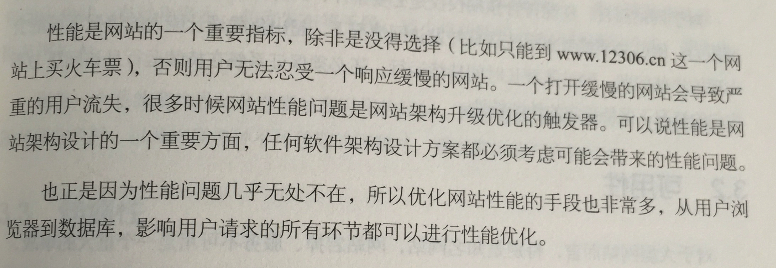 性能是网站的一个重要指标，除非是没得选择（比如只能到 www.12306.cn 这一个网
站上买火车票），否则用户无法忍受一个响应缓慢的网站。一个打开缓慢的网站会导致严
重的用户流失，很多时候网站性能问题是网站架构升级优化的触发器。可以说性能是网
站架构设计的一个重要方面，任何软件架构设计方案都必须考虑可能会带来的性能问题。
也正是因为性能问题几乎无处不在，所以优化网站性能的手段也非常多，从用户浏
览器到数据库，影响用户请求的所有环节都可以进行性能优化。